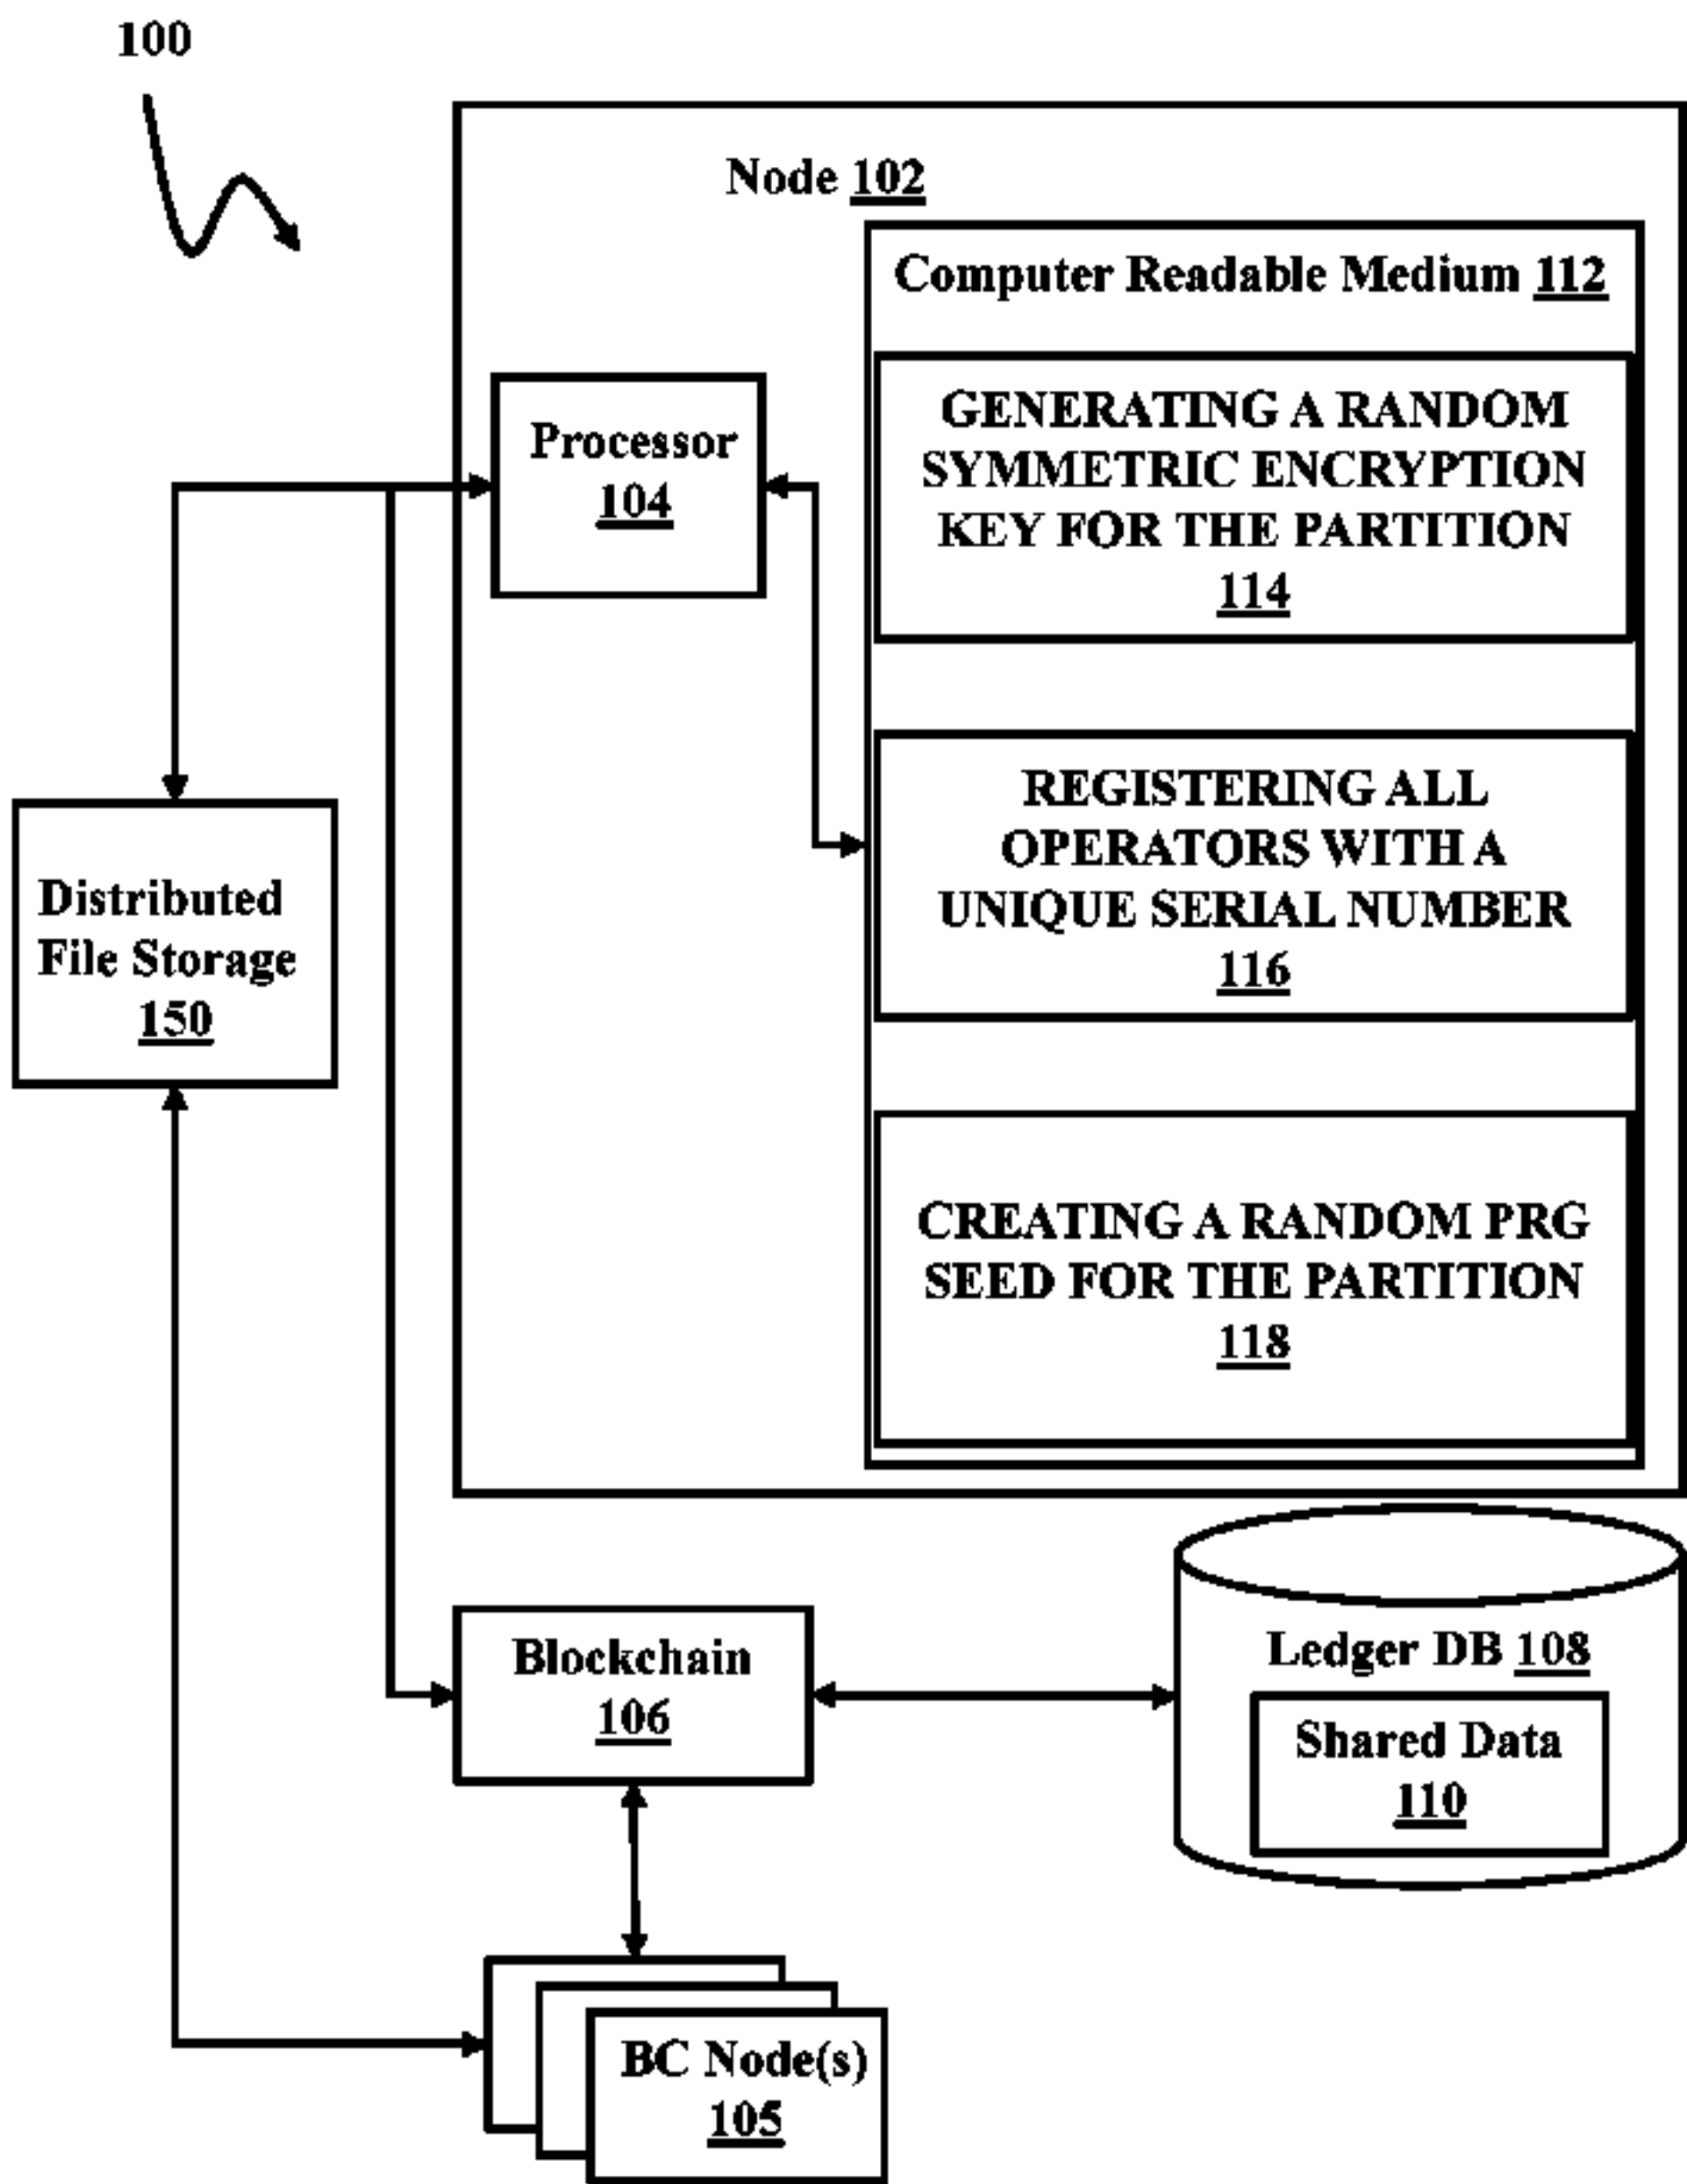 100
Node 102
Computer Readable Medium 112
Processor
104
GENERATING A RANDOM
SYMMETRIC ENCRYPTION
KEY FOR THE PARTITION
114
REGISTERING ALL
OPERATORS WITH A
UNIQUE SERIAL NUMBER
116
Distributed
File Storage
150
CREATING A RANDOM PRG
SEED FOR THE PARTITION
118
Blockchain
106
Ledger DB 108
Shared Data
110
BC Node(s)
105